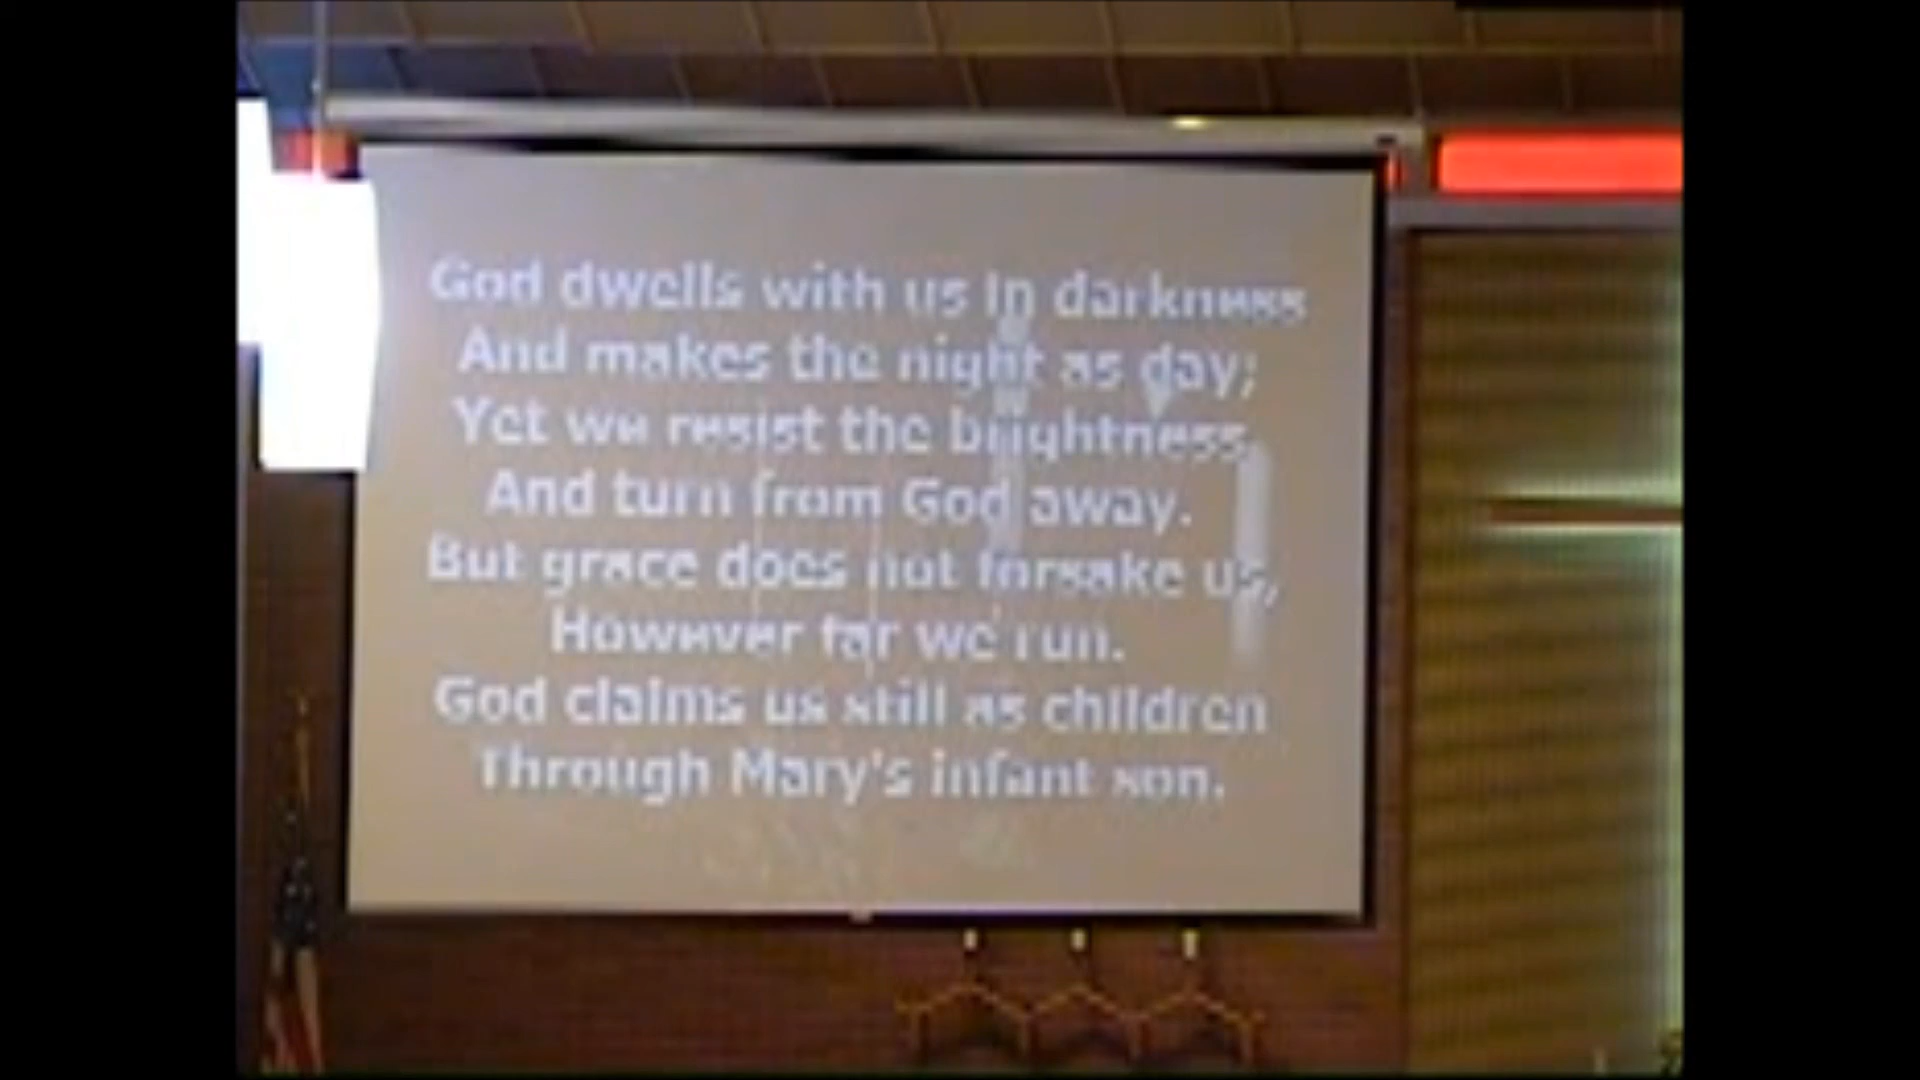 God dwells with us in darkness
And makes the night as day;
Yet we resist the brightness,
And turn from God away.
But grace does not forsake us,
However far we run.
God claims us still as children
Through Mary's infant son.